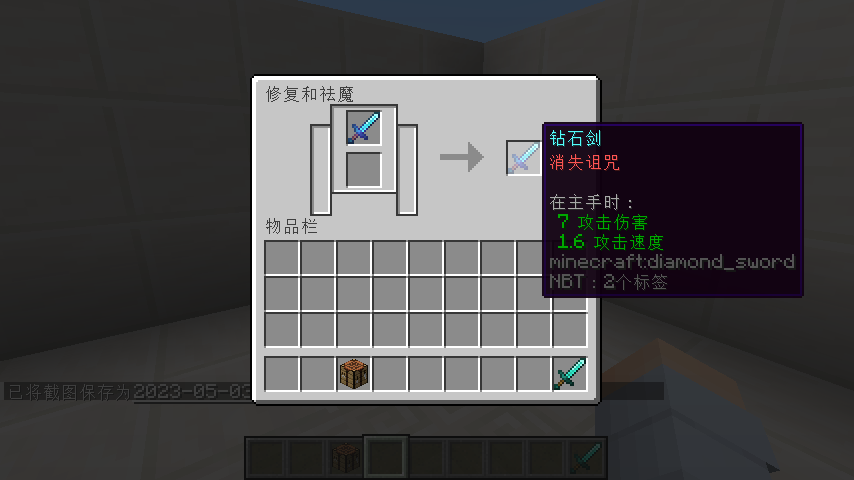 修复和祛魔
钻石剑
消失诅咒
在主手时：
7 攻击伤害
1.6 攻击速度
minecraft:diamond_sword
NBT：2个标签
物品栏
已将截图保存为2023-05-03